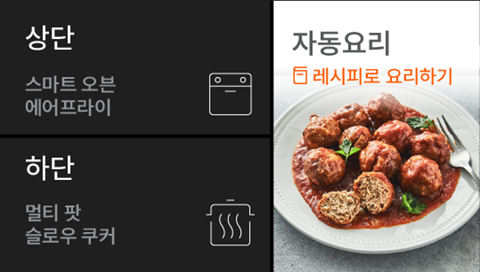 상단
스마트 오븐
에어프라이
하단
멀티 팟
슬로우 쿠커
자동요리
레시피로 요리하기